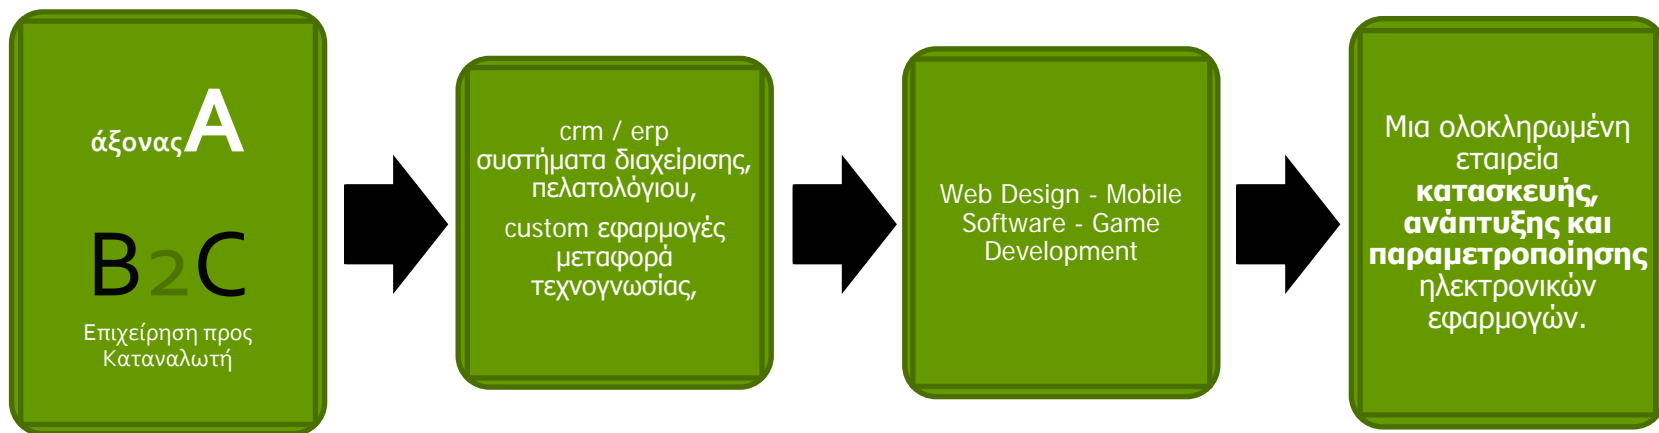 άξονας Α
B2C
Επιχείρηση προς
Καταναλωτή
crm / erp
συστήματα διαχείρισης,
πελατολόγιου,
custom εφαρμογές
μεταφορά
τεχνογνωσίας,
Web Design - Mobile
Software - Game
Development
Μια ολοκληρωμένη
εταιρεία
κατασκευής,
ανάπτυξης και
παραμετροποίησης
ηλεκτρονικών
εφαρμογών.